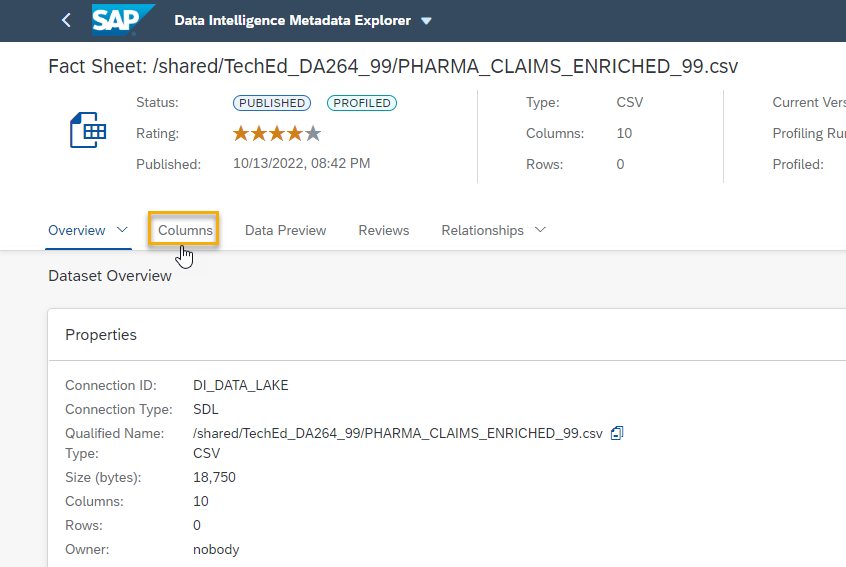 SAP Data Intelligence Metadata Explorer
Fact Sheet: /shared/TechEd_DA264_99/PHARMA_CLAIMS_ENRICHED_99.csv
Status: PUBLISHED PROFILED Type: CSV Current Vers
Rating: Columns: 10 Profiling Ru
Published: 10/13/2022, 08:42 PM Rows: 0 Profiled:
Overview Columns Data Preview Reviews Relationships
Dataset Overview
Properties
Connection ID: DI_DATA_LAKE
Connection Type: SDL
Qualified Name: /shared/TechEd_DA264_99/PHARMA_CLAIMS_ENRICHED_99.csv
Type: CSV
Size (bytes): 18,750
Columns: 10
Rows: 0
Owner: nobody